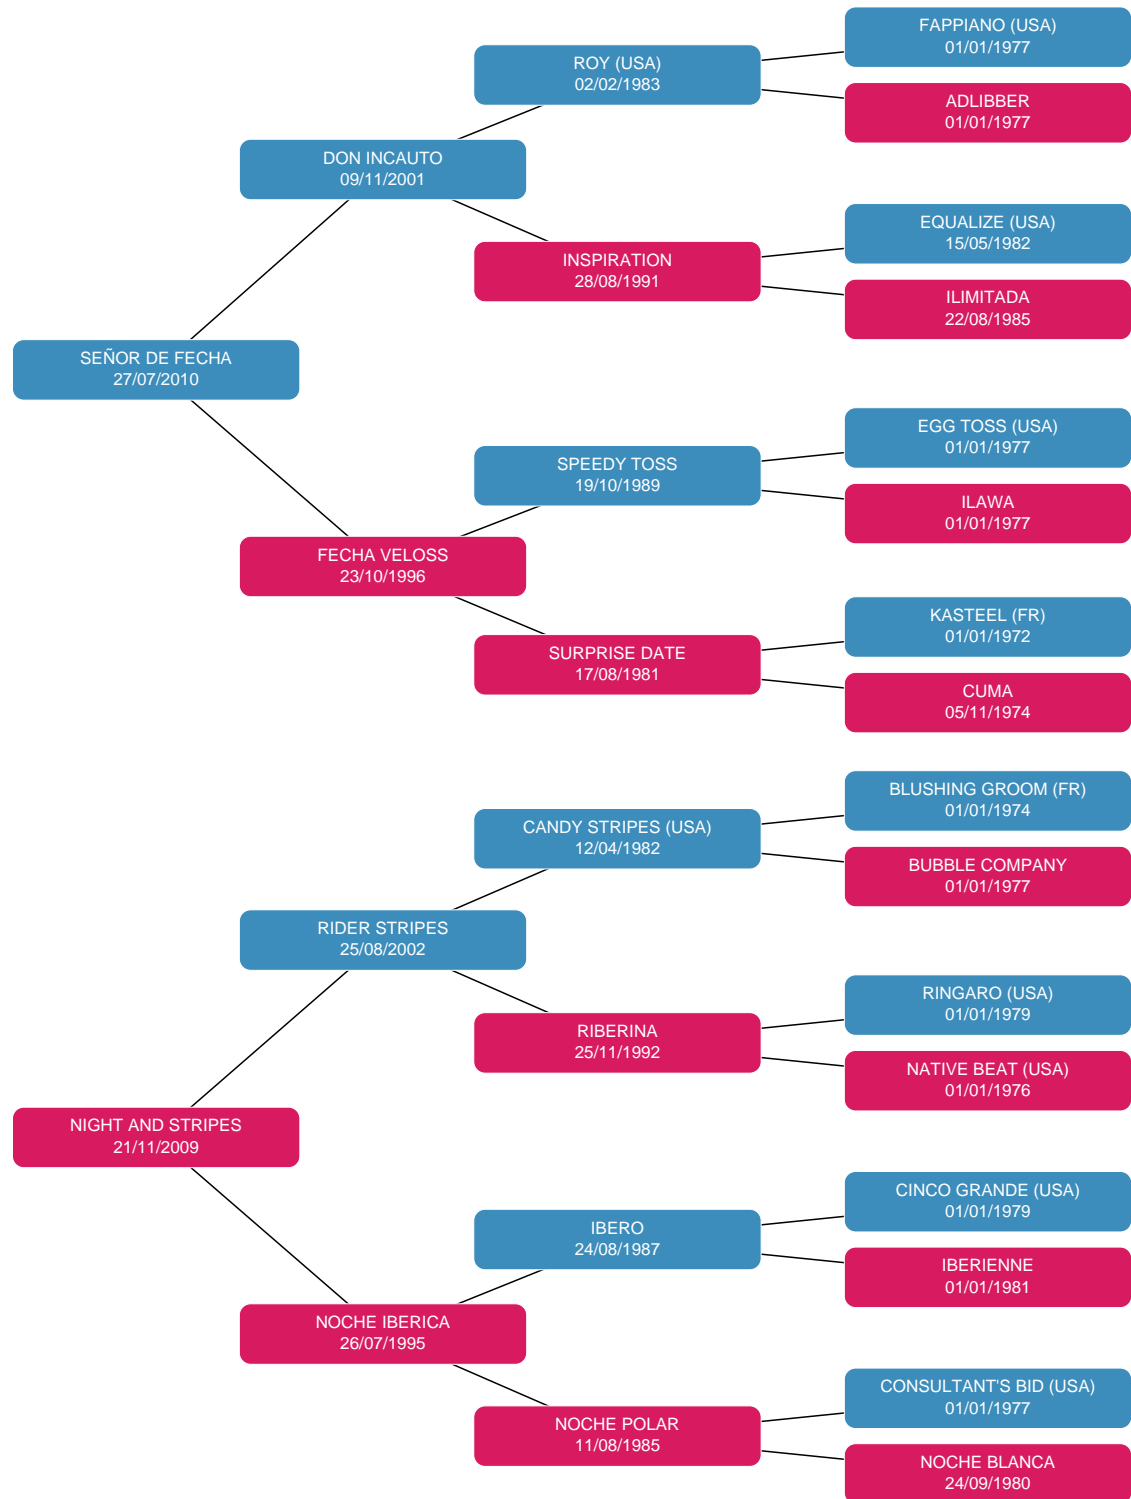 FAPPIANO (USA)
01/01/1977
ROY (USA)
02/02/1983
ADLIBBER
01/01/1977
DON INCAUTO
09/11/2001
EQUALIZE (USA)
15/05/1982
INSPIRATION
28/08/1991
ILIMITADA
22/08/1985
SEÑOR DE FECHA
27/07/2010
EGG TOSS (USA)
01/01/1977
SPEEDY TOSS
19/10/1989
ILAWA
01/01/1977
FECHA VELOSS
23/10/1996
KASTEEL (FR)
01/01/1972
SURPRISE DATE
17/08/1981
CUMA
05/11/1974
BLUSHING GROOM (FR)
01/01/1974
CANDY STRIPES (USA)
12/04/1982
BUBBLE COMPANY
01/01/1977
RIDER STRIPES
25/08/2002
RINGARO (USA)
01/01/1979
RIBERINA
25/11/1992
NATIVE BEAT (USA)
01/01/1976
NIGHT AND STRIPES
21/11/2009
CINCO GRANDE (USA)
01/01/1979
IBERO
24/08/1987
IBERIENNE
01/01/1981
NOCHE IBERICA
26/07/1995
CONSULTANT'S BID (USA)
01/01/1977
NOCHE POLAR
11/08/1985
NOCHE BLANCA
24/09/1980